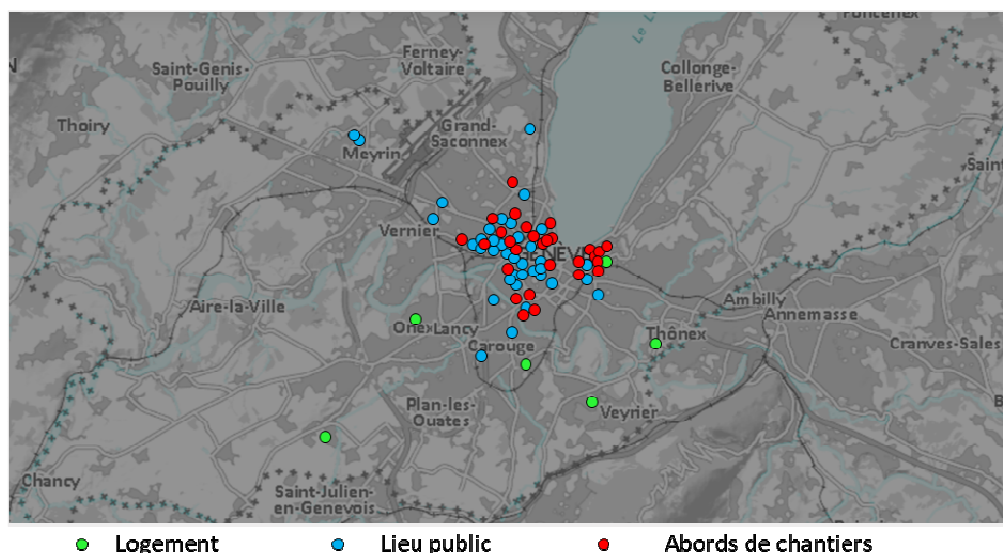 Ferney-
Voltaire
Saint-Genis-
Pouilly
Collonge-
Bellerive
Thoiry
Grand-
Saconnex
Meyrin
Vernier
GENÈVE
Aire-la-Ville
Ambilly
Annemasse
Onex
Lancy
Thônex
Carouge
Cranves-Sales
Plan-les-
Ouates
Veyrier
Chancy
Saint-Julien-
en-Genevois
Logement
Lieu public
Abords de chantiers